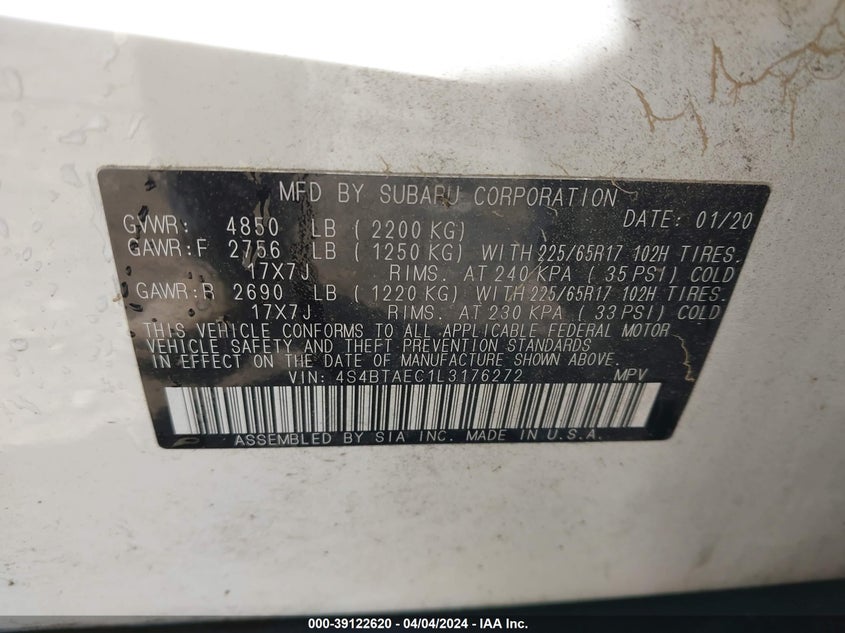 MFD BY SUBARU CORPORATION
DATE: 01/20
GVWR: 4850 LB ( 2200 KG)
GAWR:F 2756 LB ( 1250 KG) WITH 225/65R17 102H TIRES.
17X7J RIMS. AT 240 KPA ( 35 PSI) COLD
GAWR:R 2690 LB ( 1220 KG) WITH 225/65R17 102H TIRES.
17X7J RIMS. AT 230 KPA ( 33 PSI) COLD
THIS VEHICLE CONFORMS TO ALL APPLICABLE FEDERAL MOTOR
VEHICLE SAFETY AND THEFT PREVENTION STANDARDS
IN EFFECT ON THE DATE OF MANUFACTURE SHOWN ABOVE.
VIN: 4S4BTAEC1L3176272 MPV
ASSEMBLED BY SIA INC. MADE IN U.S.A.
000-39122620 - 04/04/2024 - IAA Inc.